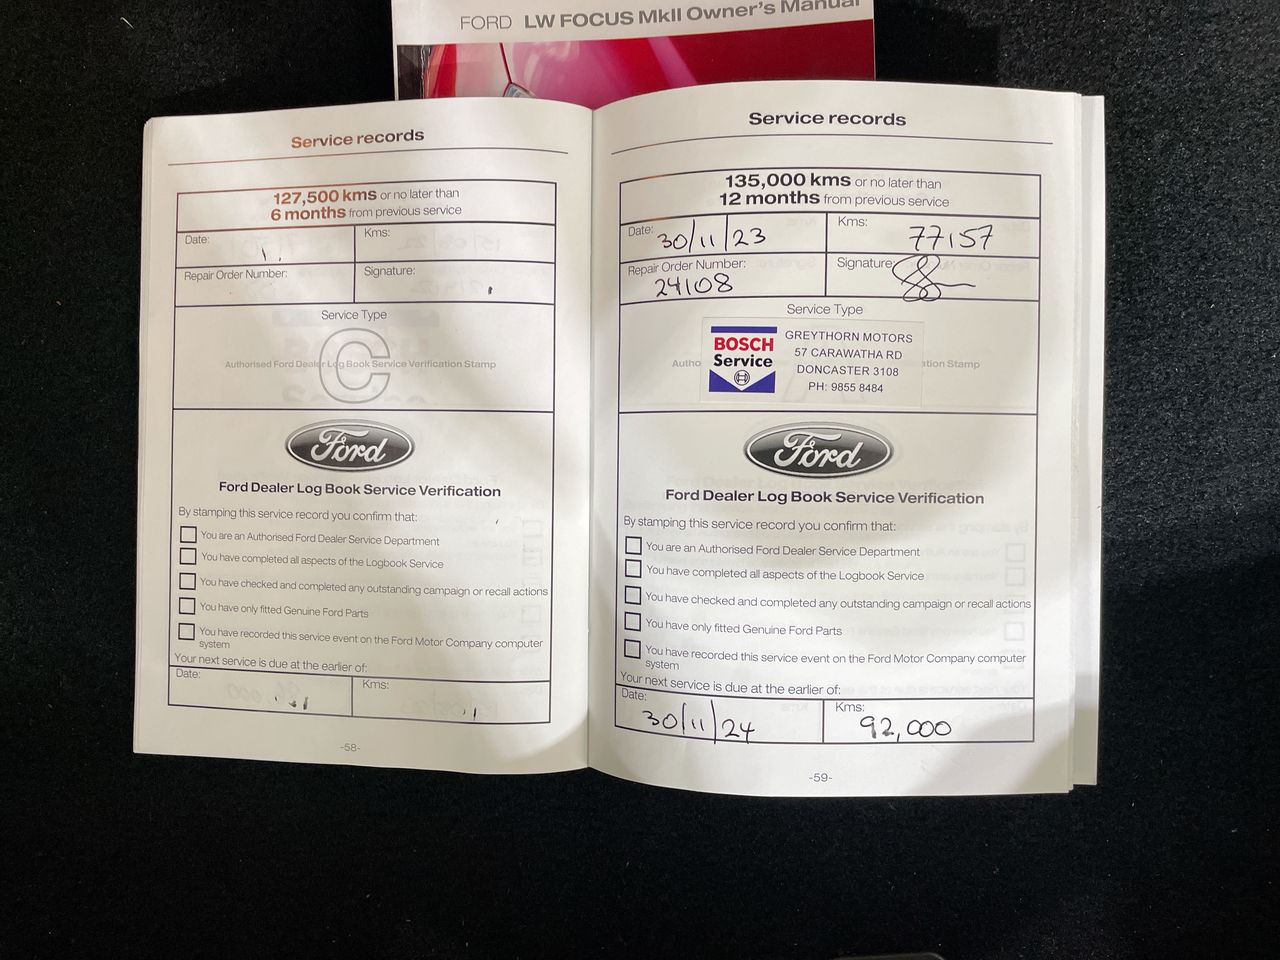 FORD LW FOCUS MkII Owner's Manual
Service records
127,500 kms or no later than
6 months from previous service
Date:
Kms:
Repair Order Number:
Signature:
Service Type
C
Authorised Ford Dealer Log Book Service Verification Stamp
Ford
Ford Dealer Log Book Service Verification
By stamping this service record you confirm that:
You are an Authorised Ford Dealer Service Department
You have completed all aspects of the Logbook Service
You have checked and completed any outstanding campaign or recall actions
You have only fitted Genuine Ford Parts
You have recorded this service event on the Ford Motor Company computer
system
Your next service is due at the earlier of:
Date:
Kms:
-58-
Service records
135,000 kms or no later than
12 months from previous service
Date: 30/11/23
Kms: 77157
Repair Order Number: 24108
Signature:
Service Type
BOSCH
Service
GREYTHORN MOTORS
57 CARAWATHA RD
DONCASTER 3108
PH: 9855 8484
Stamp
Ford
Ford Dealer Log Book Service Verification
By stamping this service record you confirm that:
You are an Authorised Ford Dealer Service Department
You have completed all aspects of the Logbook Service
You have checked and completed any outstanding campaign or recall actions
You have only fitted Genuine Ford Parts
You have recorded this service event on the Ford Motor Company computer
system
Your next service is due at the earlier of:
Date: 30/11/24
Kms: 92,000
-59-